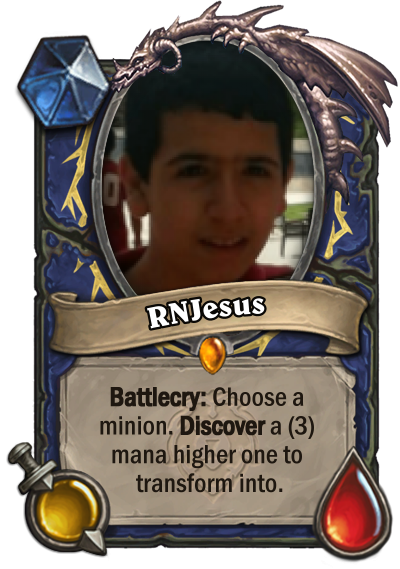 RNJesus
Battlecry: Choose a
minion. Discover a (3)
mana higher one to
transform into.